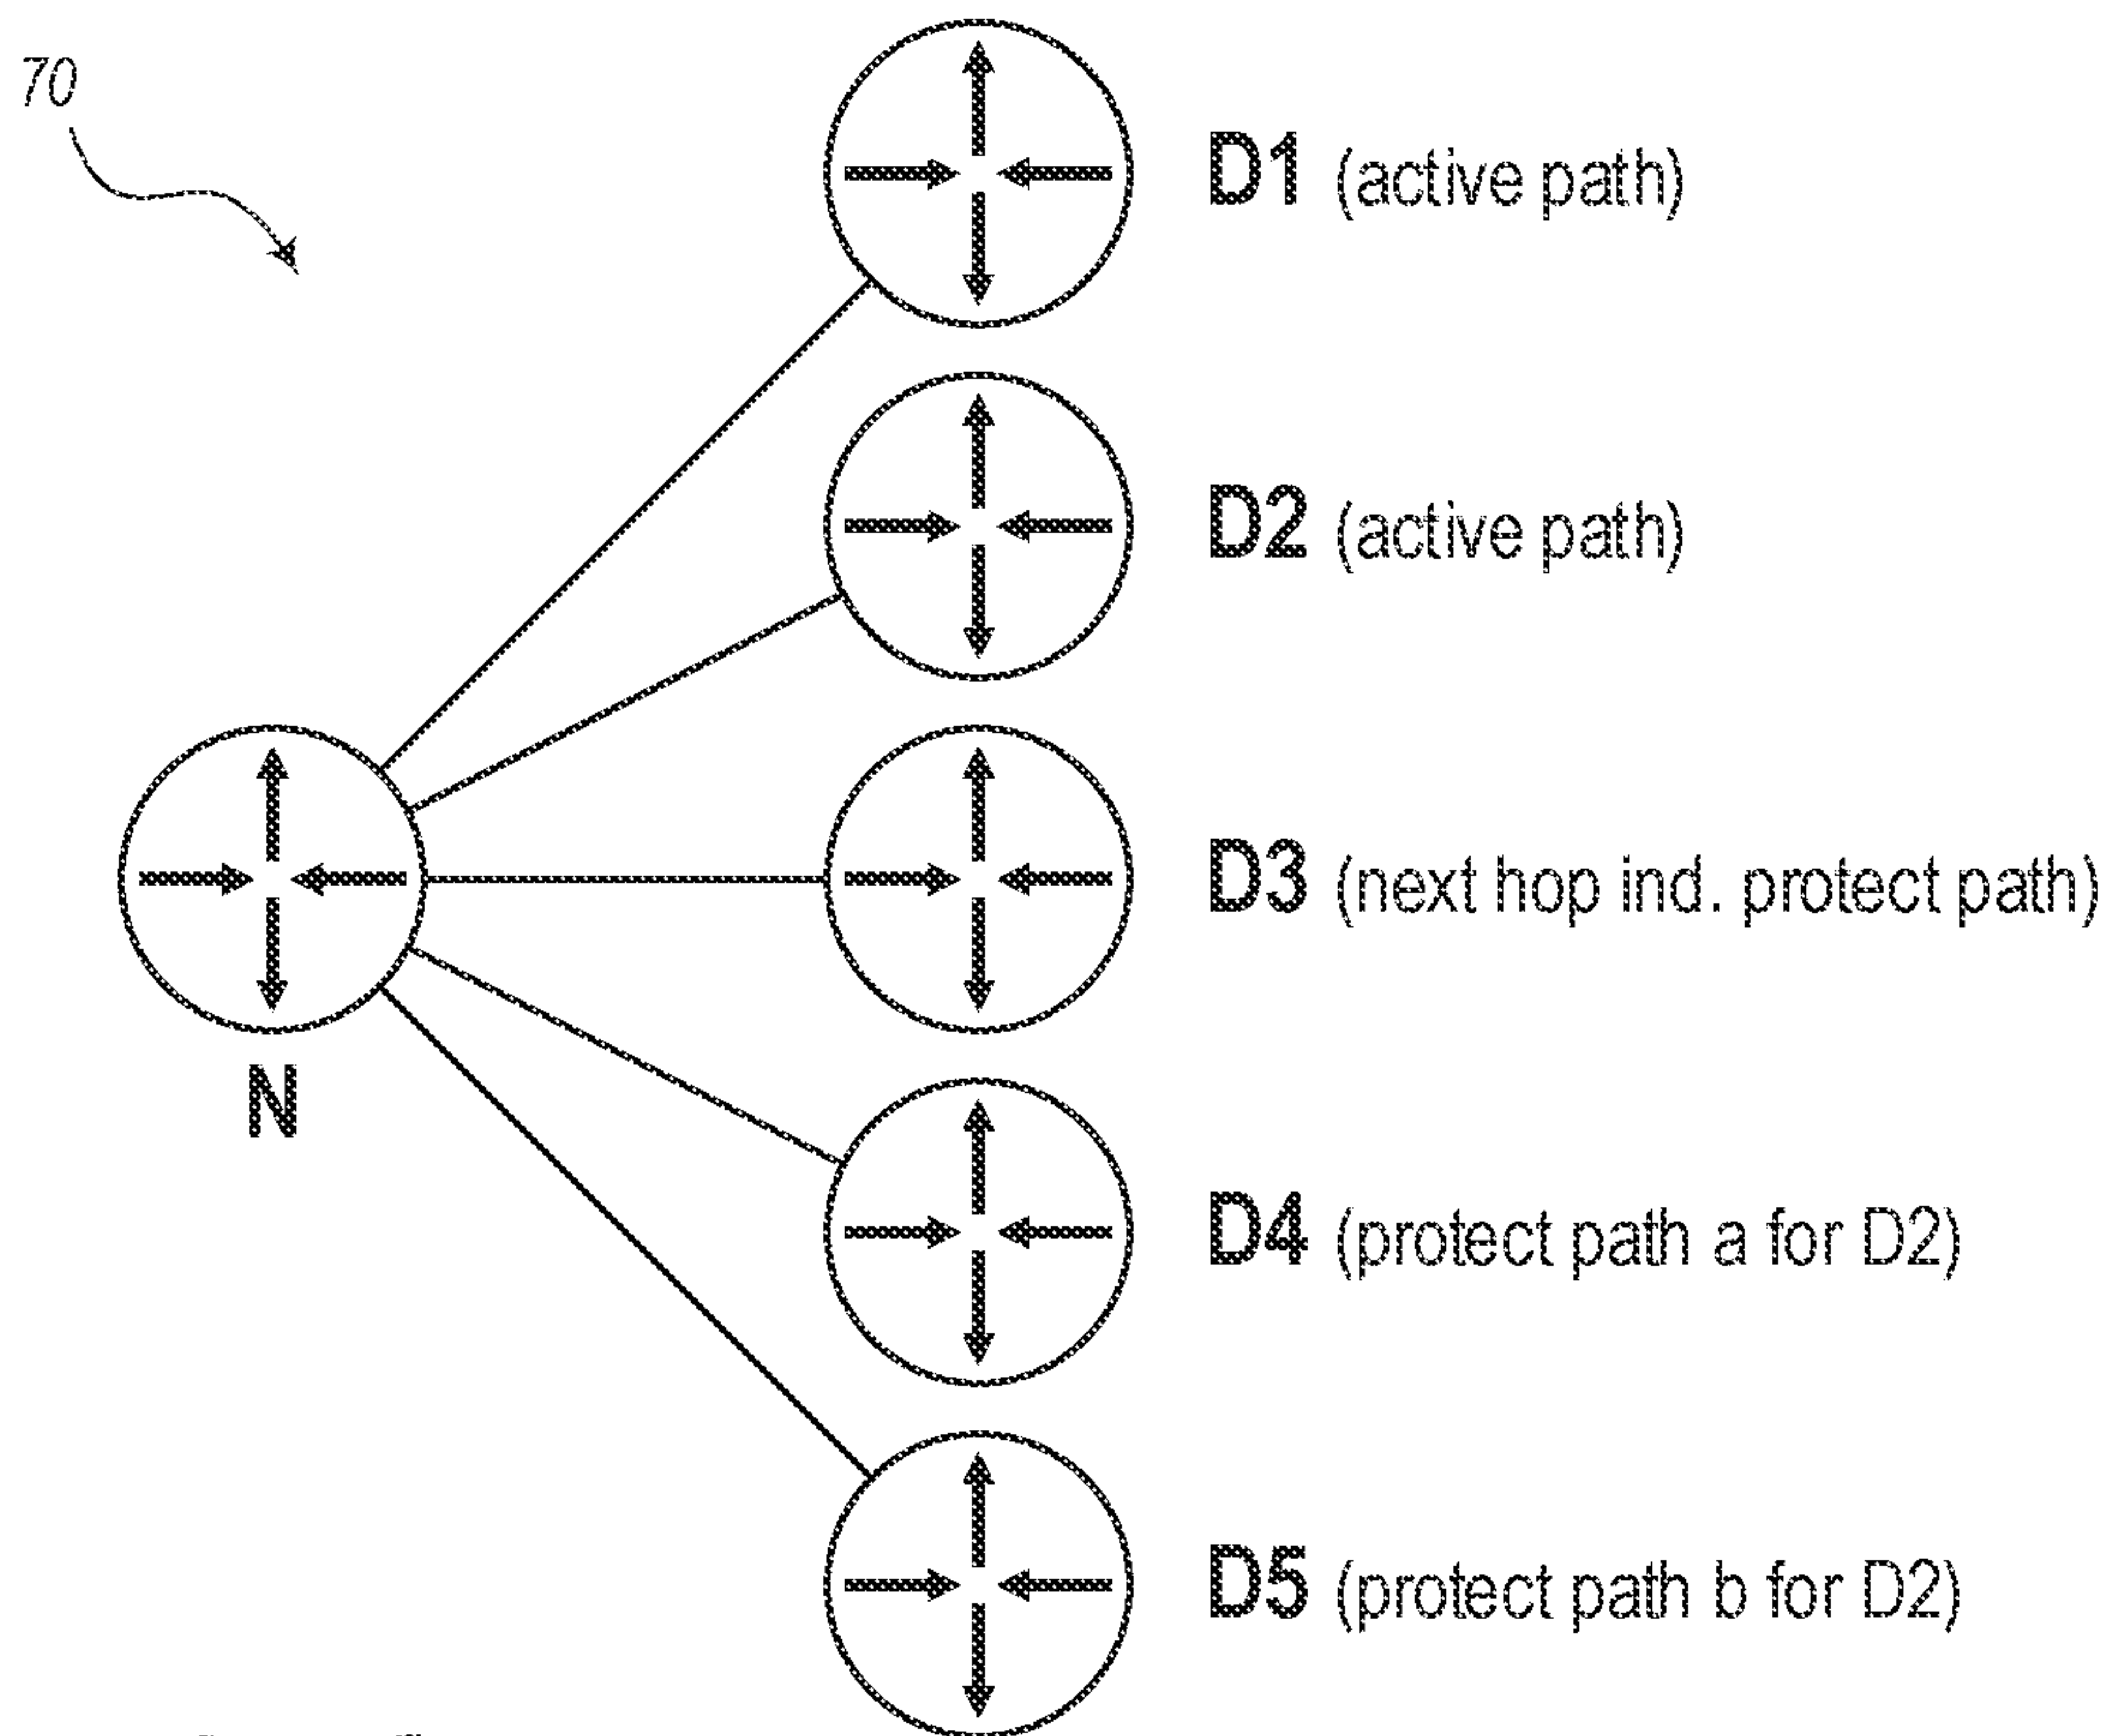 70
D1 (active path)
D2 (active path)
D3 (next hop ind. protect path)
N
D4 (protect path a for D2)
D5 (protect path b for D2)